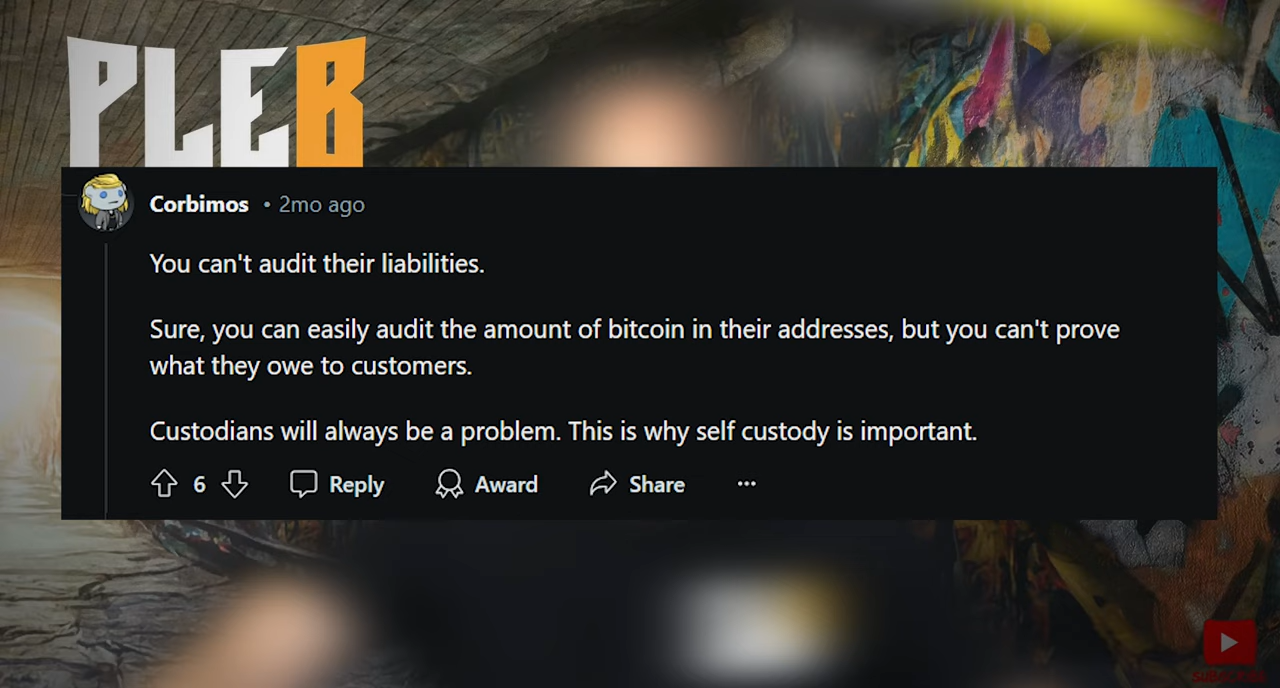 PLEB
Corbimos • 2mo ago
You can't audit their liabilities.
Sure, you can easily audit the amount of bitcoin in their addresses, but you can't prove
what they owe to customers.
Custodians will always be a problem. This is why self custody is important.
6 Reply Award Share ...
SUBSCRIBE